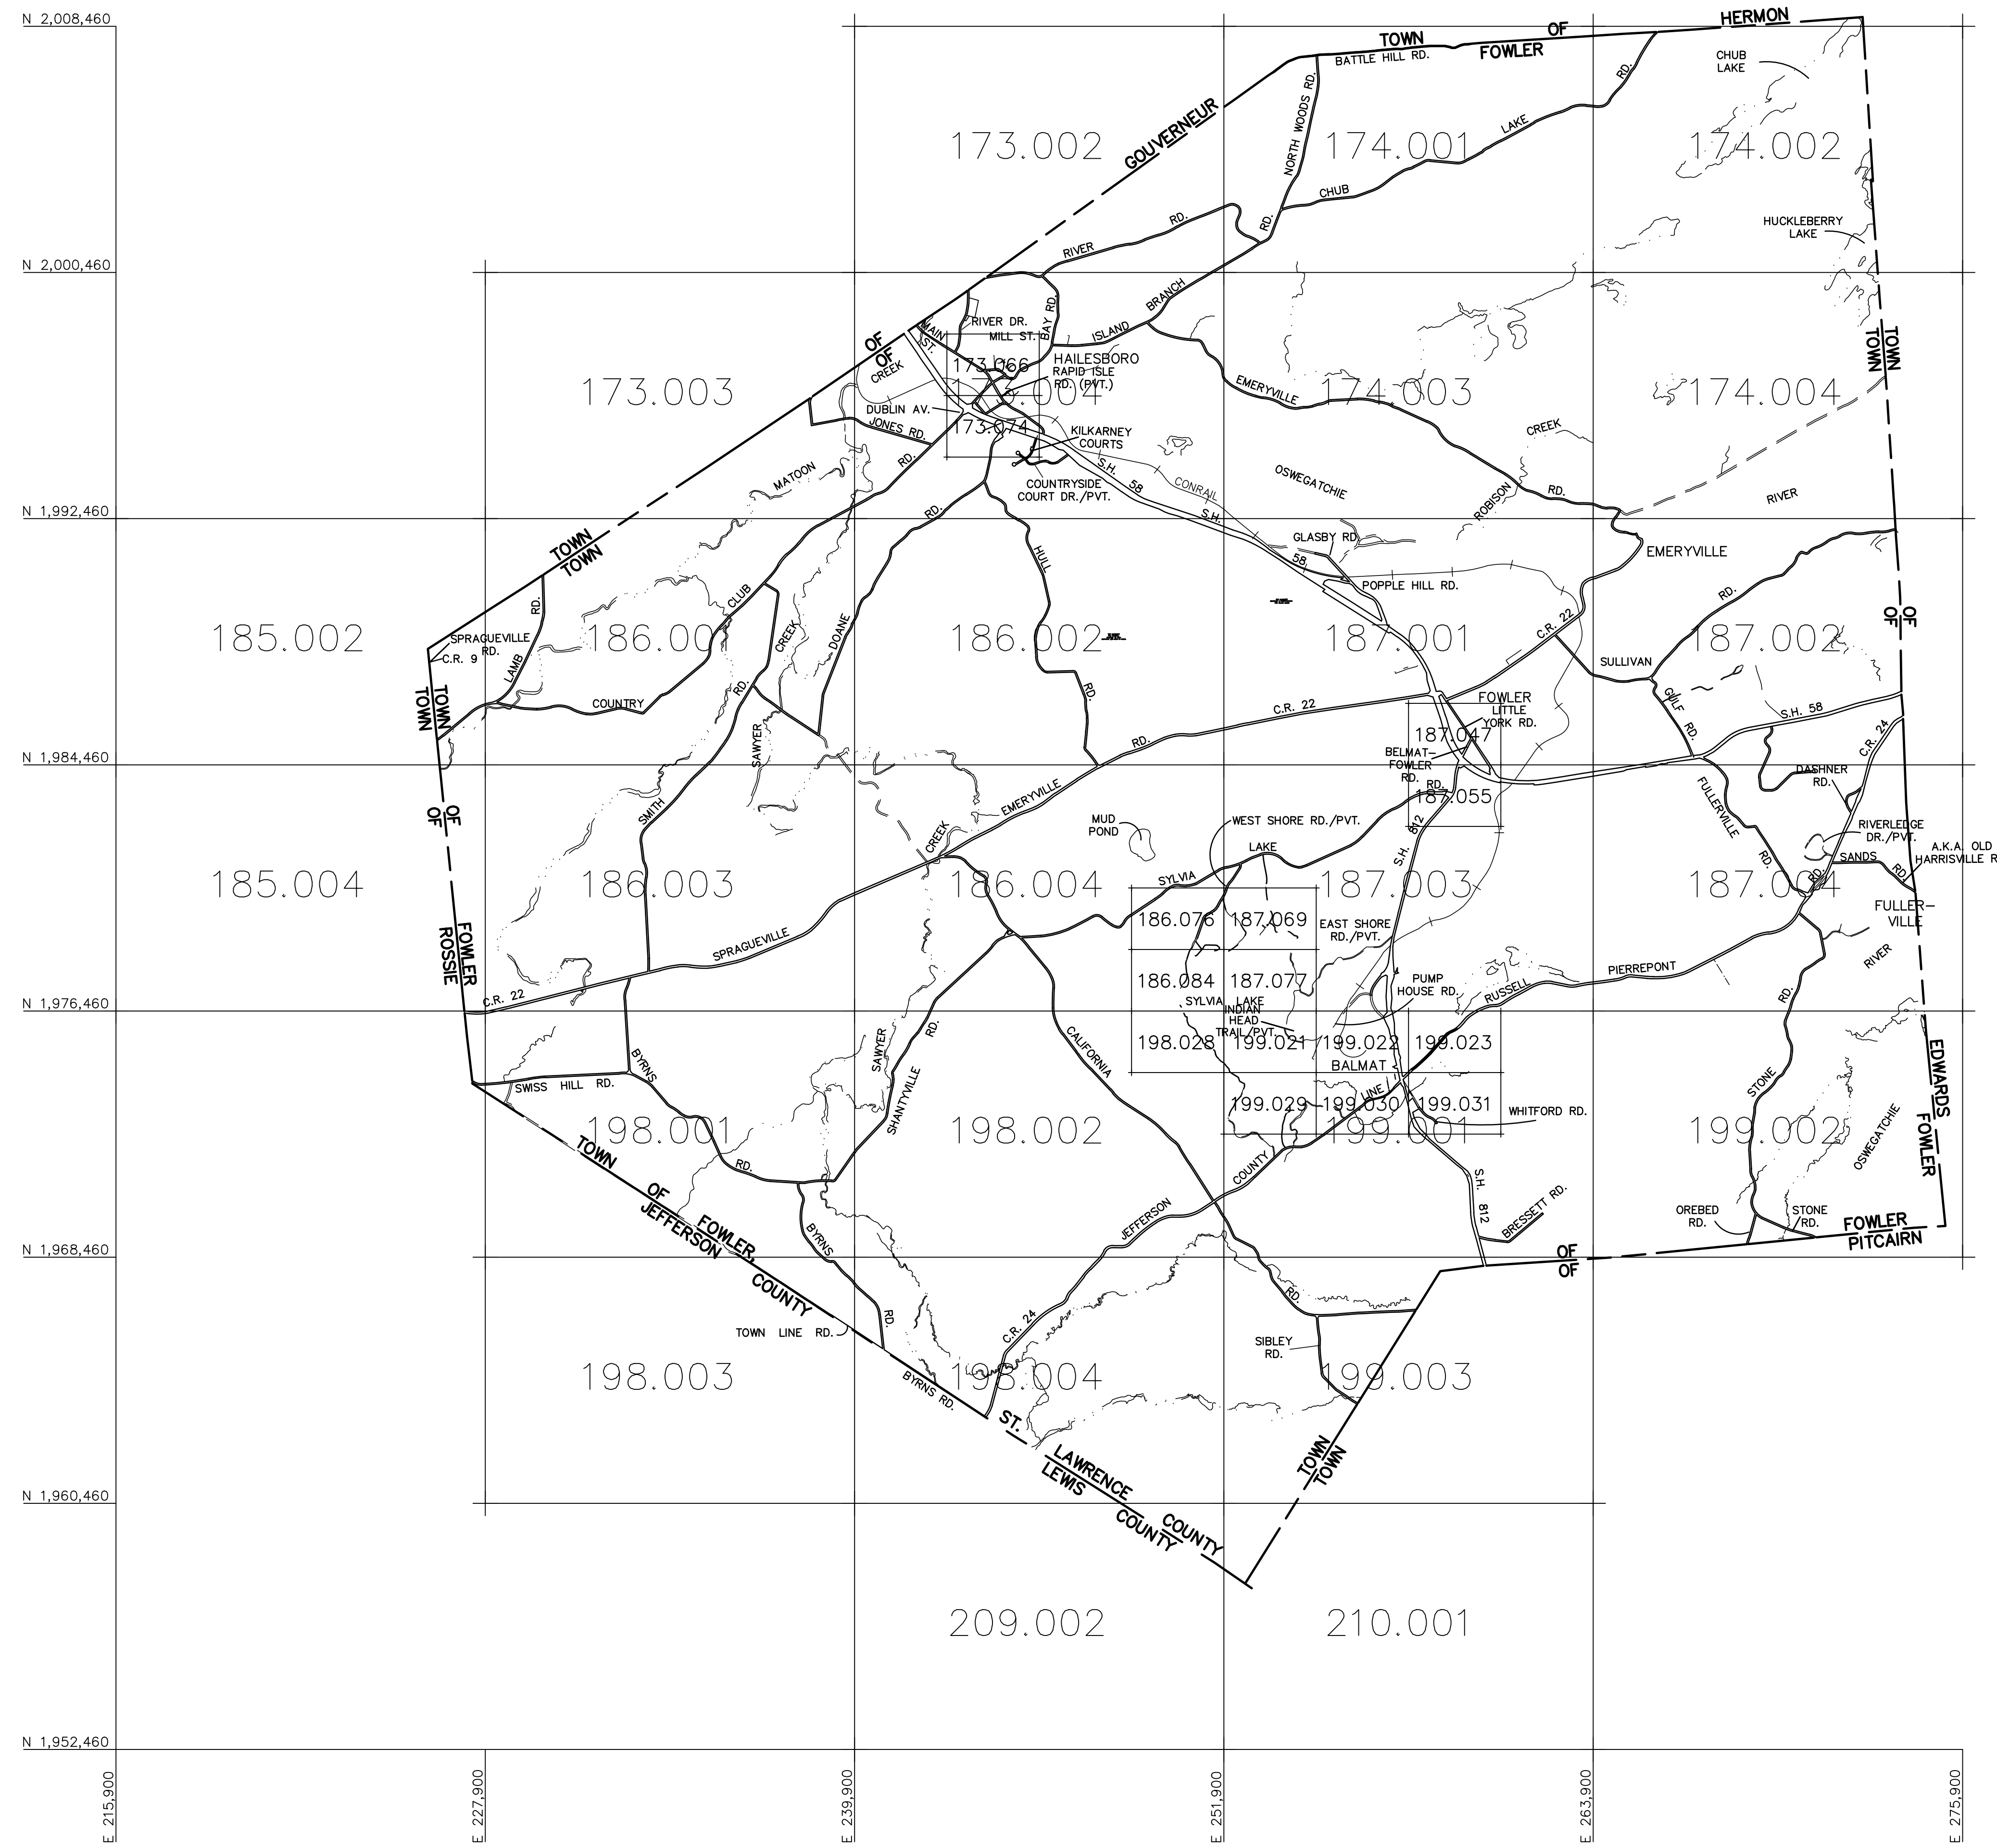 N 2,008,460
HERMON
OF
TOWN
FOWLER
BATTLE HILL RD.
CHUB
LAKE
RD.
GOUVERNEUR
NORTH WOODS RD.
LAKE
173.002
174.001
174.002
CHUB
RD.
RD.
HUCKLEBERRY
LAKE
RIVER
N 2,000,460
BRANCH
BAY RD.
RIVER DR.
MAIN
ST.
MILL ST.
ISLAND
TOWN
TOWN
OF
OF
CREEK
HAILESBORO
173.066
RAPID ISLE
RD. (PVT.)
173.003
173.004
EMERYVILLE
174.003
174.004
DUBLIN AV.
JONES RD.
173.074
KILKARNEY
COURTS
CREEK
RD.
MATOON
S.H.
58
COUNTRYSIDE
COURT DR./PVT.
CONRAIL
OSWEGATCHIE
ROBISON
RD.
RIVER
N 1,992,460
RD.
S.H.
TOWN
TOWN
HULL
GLASBY RD.
58
EMERYVILLE
POPPLE HILL RD.
RD.
CLUB
RD.
C.R. 22
OF
OF
185.002
SPRAGUEVILLE
RD.
C.R. 9
LAMB
186.001
CREEK
DOANE
186.002
187.001
187.002
SULLIVAN
TOWN
TOWN
COUNTRY
RD.
RD.
C.R. 22
FOWLER
LITTLE
YORK RD.
GULF
RD.
S.H. 58
C.R. 24
187.047
SAWYER
RD.
BELMAT-
FOWLER
RD.
N 1,984,460
DASHNER
RD.
RD.
187.055
OF
OF
SMITH
EMERYVILLE
MUD
POND
WEST SHORE RD./PVT.
S.H. 812
FULLERVILLE
RD.
RIVERLEDGE
DR./PVT.
CREEK
LAKE
SANDS
RD.
A.K.A. OLD
HARRISVILLE R
185.004
186.003
186.004
SYLVIA
187.003
187.004
RD.
FULLER-
VILLE
186.076
187.069
EAST SHORE
RD./PVT.
FOWLER
ROSSIE
SPRAGUEVILLE
RIVER
PIERREPONT
186.084
187.077
PUMP
HOUSE RD.
RUSSELL
C.R. 22
SYLVIA LAKE
RD.
N 1,976,460
INDIAN
HEAD
TRAIL/PVT.
RD.
SAWYER
CALIFORNIA
198.028
199.021
199.022
199.023
BYRNS
BALMAT
EDWARDS
FOWLER
SWISS HILL RD.
SHANTYVILLE
LINE
STONE
199.029
199.030
199.031
WHITFORD RD.
198.001
198.002
199.001
199.002
OSWEGATCHIE
TOWN
RD.
COUNTY
S.H.
812
OF
FOWLER,
JEFFERSON
COUNTY
BYRNS
JEFFERSON
BRESSETT RD.
OREBED
RD.
STONE
RD.
FOWLER
PITCAIRN
N 1,968,460
OF
OF
RD.
RD.
C.R. 24
TOWN LINE RD.
SIBLEY
RD.
198.003
BYRNS RD.
198.004
199.003
ST.
LAWRENCE
LEWIS
COUNTY
COUNTY
TOWN
TOWN
N 1,960,460
209.002
210.001
N 1,952,460
E 215,900
E 227,900
E 239,900
E 251,900
E 263,900
E 275,900